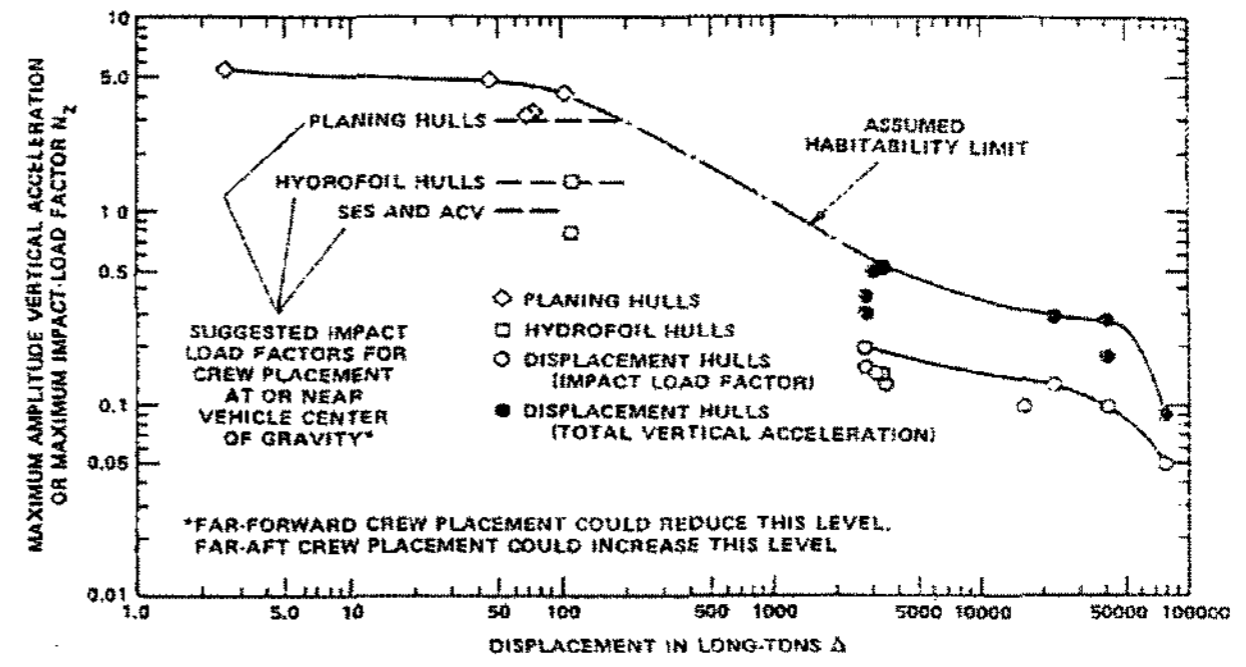 MAXIMUM AMPLITUDE VERTICAL ACCELERATION
OR MAXIMUM IMPACT-LOAD FACTOR N_Z
10
5.0
1.0
0.5
0.1
0.05
0.01
PLANING HULLS
HYDROFOIL HULLS
SES AND ACV
ASSUMED
HABITABILITY LIMIT
SUGGESTED IMPACT
LOAD FACTORS FOR
CREW PLACEMENT
AT OR NEAR
VEHICLE CENTER
OF GRAVITY*
◇ PLANING HULLS
□ HYDROFOIL HULLS
○ DISPLACEMENT HULLS
(IMPACT LOAD FACTOR)
● DISPLACEMENT HULLS
(TOTAL VERTICAL ACCELERATION)
*FAR-FORWARD CREW PLACEMENT COULD REDUCE THIS LEVEL.
FAR-AFT CREW PLACEMENT COULD INCREASE THIS LEVEL
1.0 5.0 10 50 100 500 1000 5000 10000 50000 100000
DISPLACEMENT IN LONG-TONS Δ